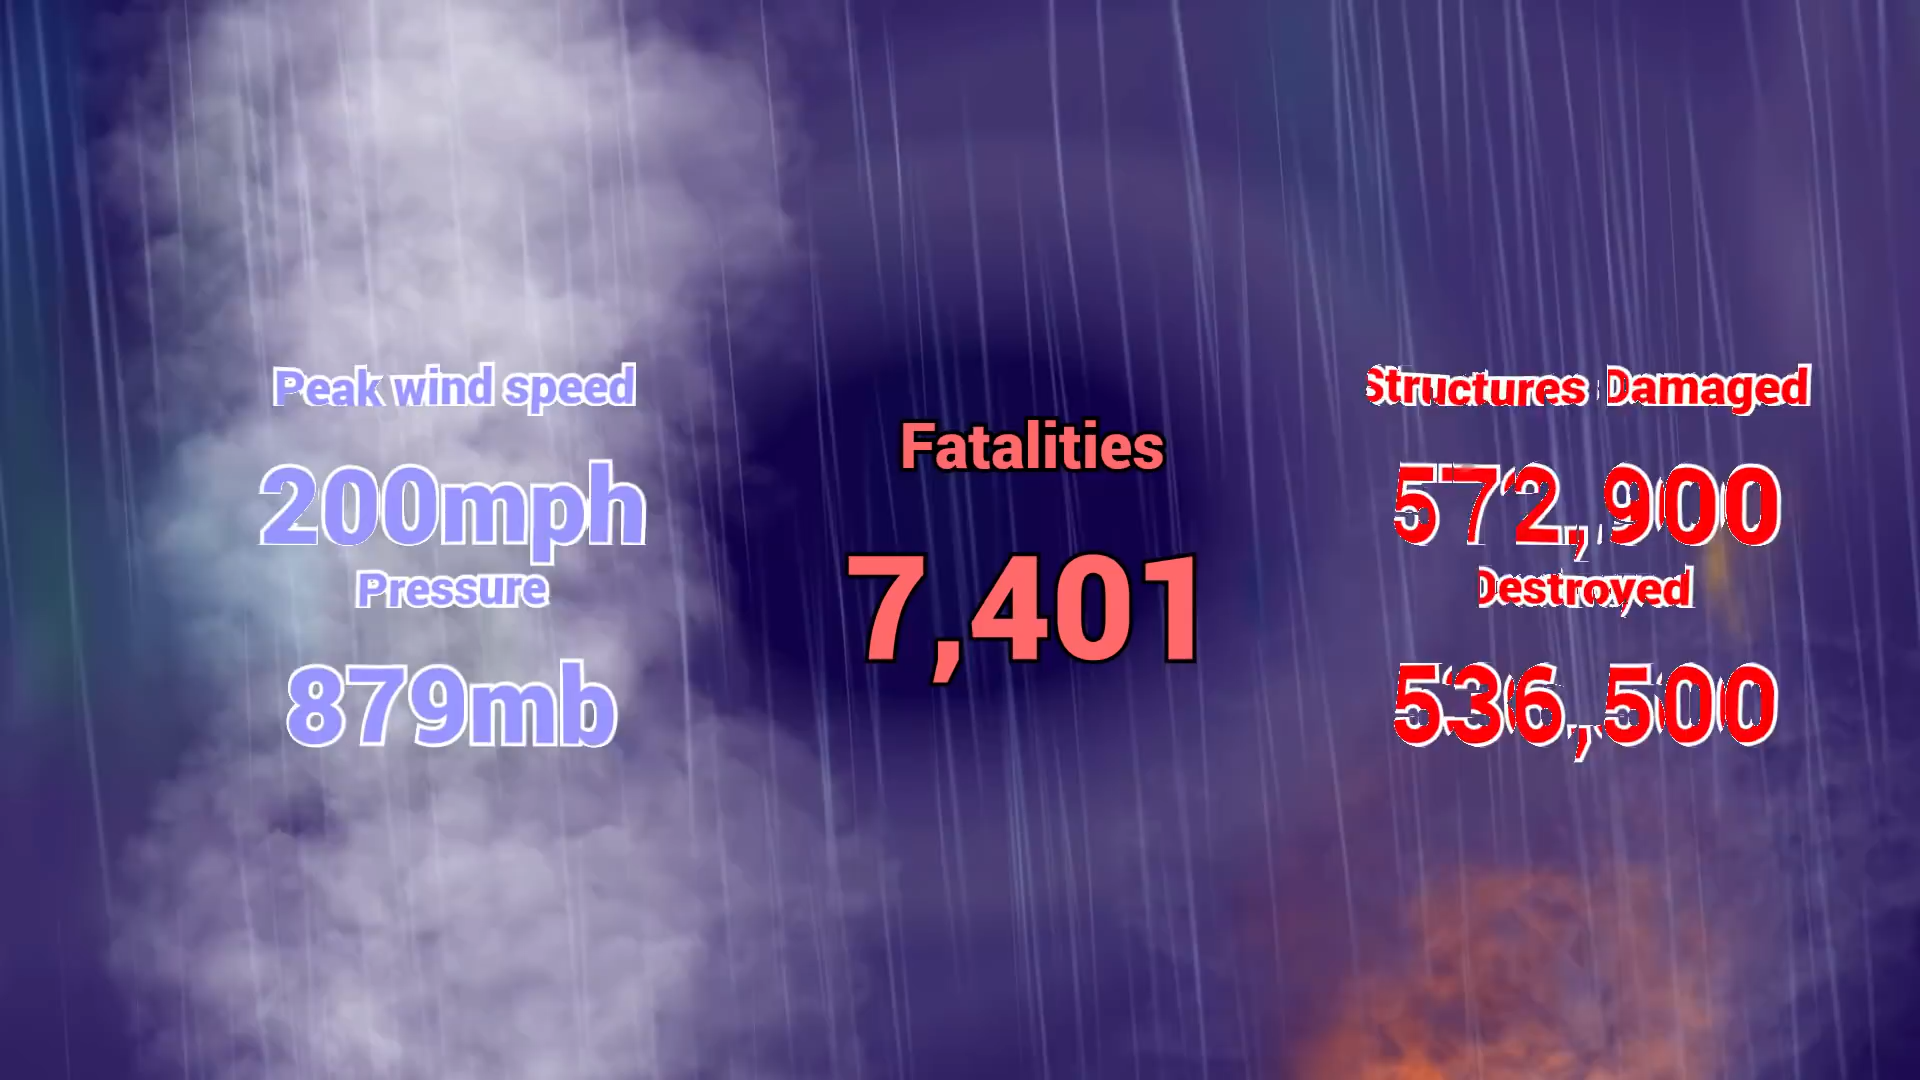 Peak wind speed
200mph
Pressure
879mb
Fatalities
7,401
Structures Damaged
572,900
Destroyed
536,500